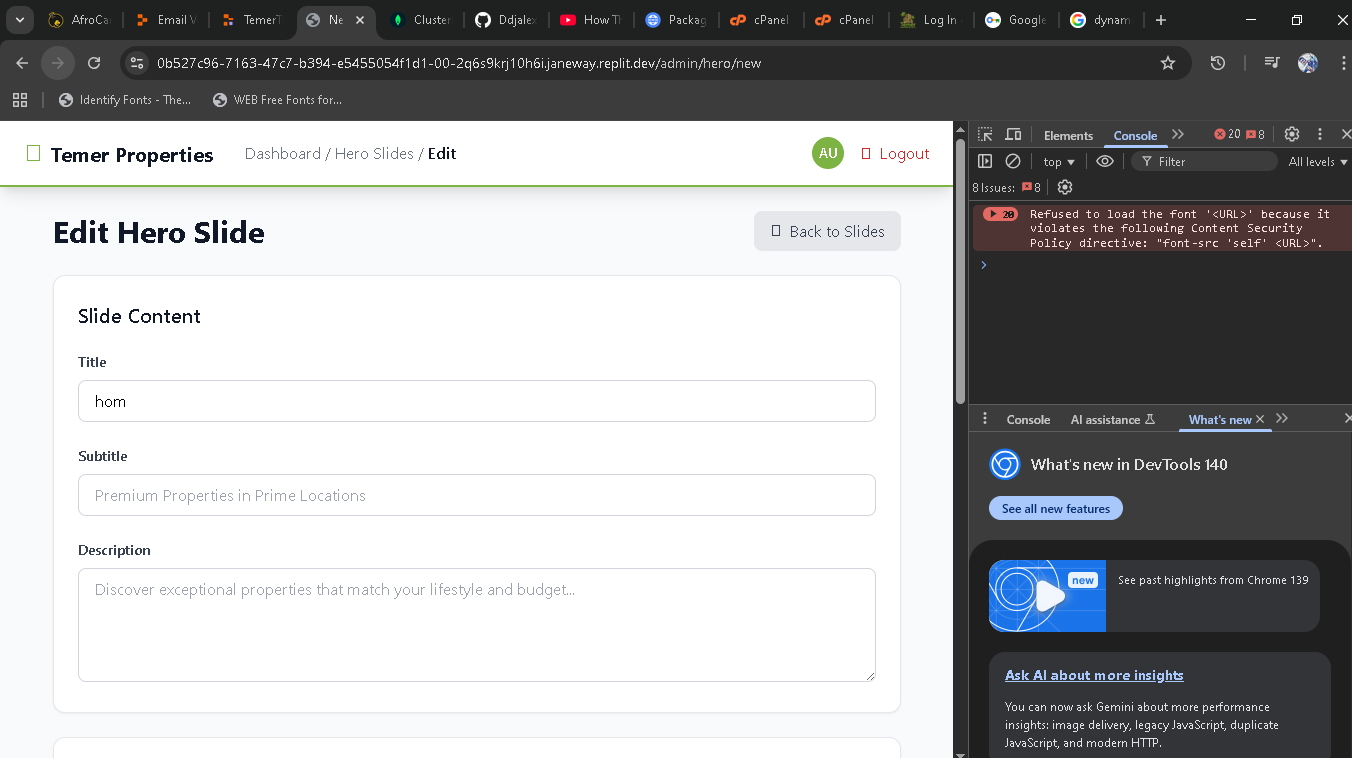 AfroCa
Email V
TemerT
Ne
Cluster
Ddjalex
How Th
Packag
cPanel
cPanel
Log In
Google
dynam
0b527c96-7163-47c7-b394-e5455054f1d1-00-2q6s9krj10h6i.janeway.replit.dev/admin/hero/new
Identify Fonts - The...
WEB Free Fonts for...
Temer Properties
Dashboard / Hero Slides / Edit
AU
Logout
Edit Hero Slide
Back to Slides
Slide Content
Title
hom
Subtitle
Premium Properties in Prime Locations
Description
Discover exceptional properties that match your lifestyle and budget...
Elements
Console
20
8
top
Filter
All levels
8 Issues:
8
20
Refused to load the font '<URL>' because it
violates the following Content Security
Policy directive: "font-src 'self' <URL>".
Console
AI assistance
What's new
What's new in DevTools 140
See all new features
new
See past highlights from Chrome 139
Ask AI about more insights
You can now ask Gemini about more performance
insights: image delivery, legacy JavaScript, duplicate
JavaScript, and modern HTTP.